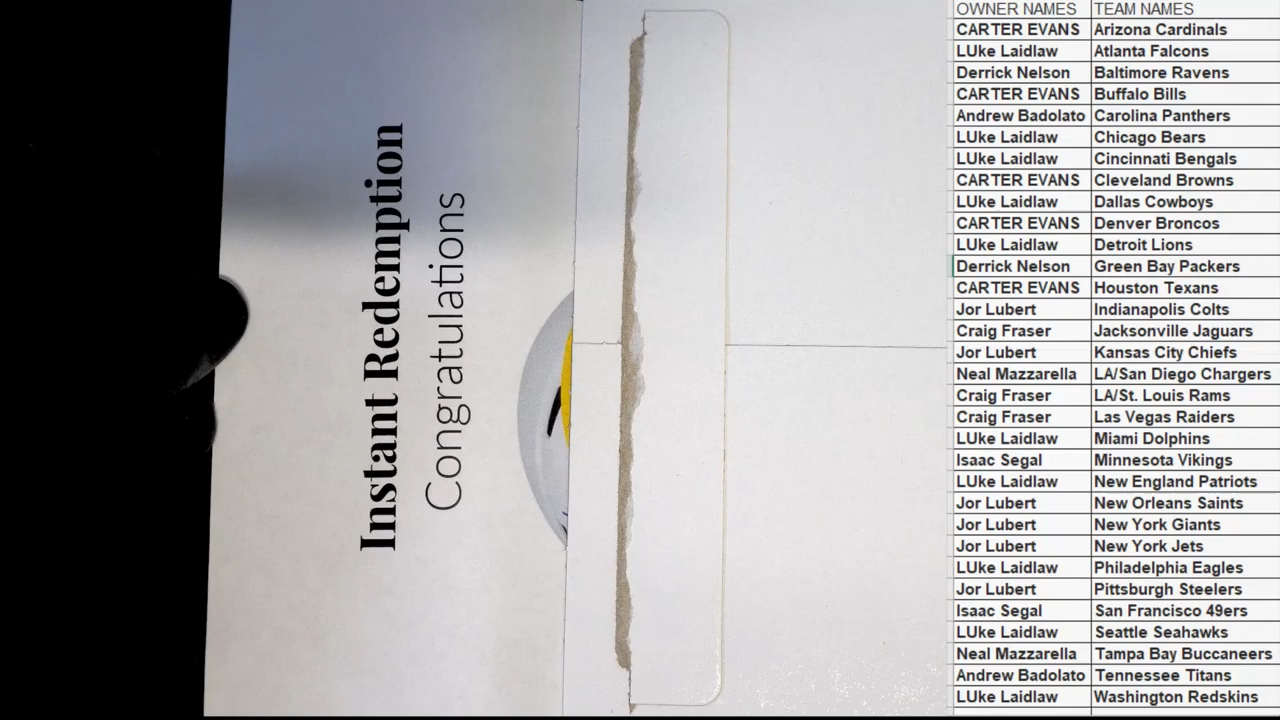 Instant Redemption
Congratulations
OWNER NAMES TEAM NAMES
CARTER EVANS Arizona Cardinals
LUke Laidlaw Atlanta Falcons
Derrick Nelson Baltimore Ravens
CARTER EVANS Buffalo Bills
Andrew Badolato Carolina Panthers
LUke Laidlaw Chicago Bears
LUke Laidlaw Cincinnati Bengals
CARTER EVANS Cleveland Browns
LUke Laidlaw Dallas Cowboys
CARTER EVANS Denver Broncos
LUke Laidlaw Detroit Lions
Derrick Nelson Green Bay Packers
CARTER EVANS Houston Texans
Jor Lubert Indianapolis Colts
Craig Fraser Jacksonville Jaguars
Jor Lubert Kansas City Chiefs
Neal Mazzarella LA/San Diego Chargers
Craig Fraser LA/St. Louis Rams
Craig Fraser Las Vegas Raiders
LUke Laidlaw Miami Dolphins
Isaac Segal Minnesota Vikings
LUke Laidlaw New England Patriots
Jor Lubert New Orleans Saints
Jor Lubert New York Giants
Jor Lubert New York Jets
LUke Laidlaw Philadelphia Eagles
Jor Lubert Pittsburgh Steelers
Isaac Segal San Francisco 49ers
LUke Laidlaw Seattle Seahawks
Neal Mazzarella Tampa Bay Buccaneers
Andrew Badolato Tennessee Titans
LUke Laidlaw Washington Redskins